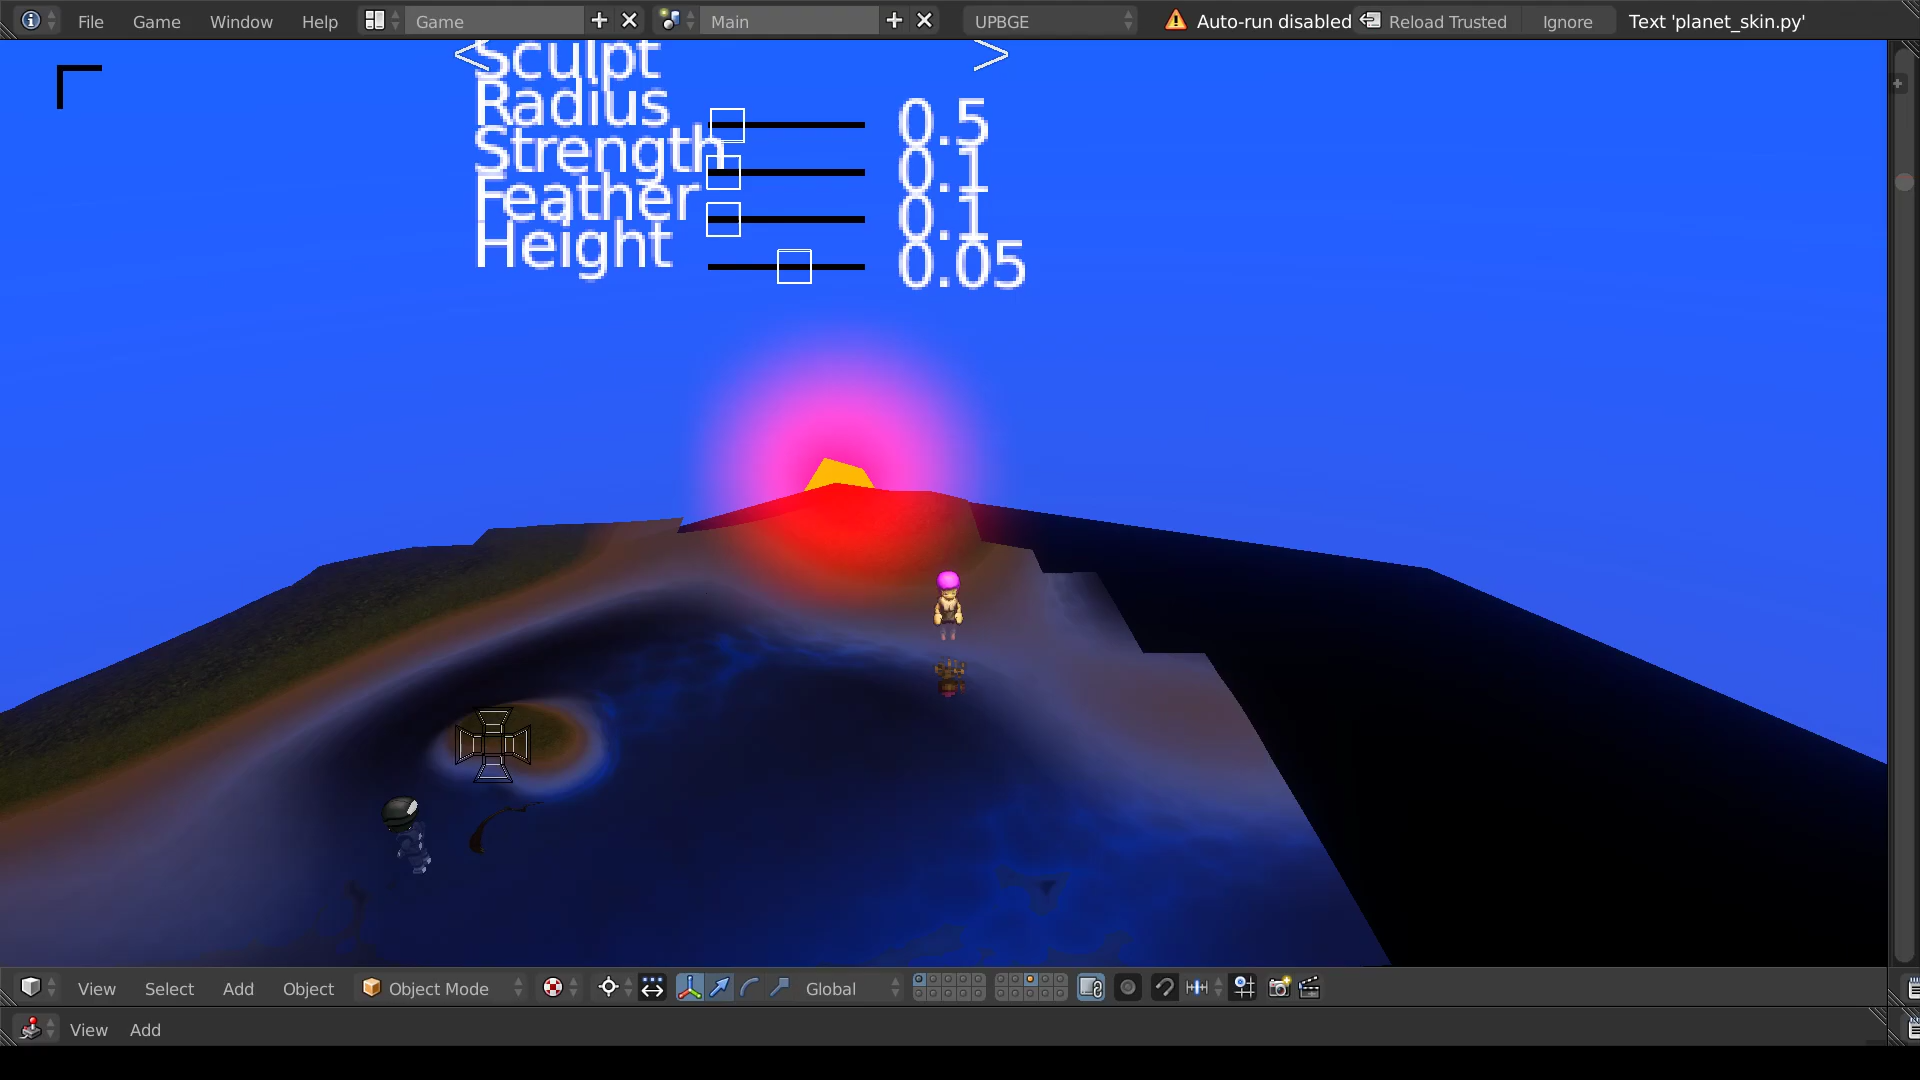 File Game Window Help Game Main UPBGE Auto-run disabled Reload Trusted Ignore Text 'planet_skin.py'
< Sculpt >
Radius 0.5
Strength 0.1
Feather 0.1
Height 0.05
View Select Add Object Object Mode Global
View Add